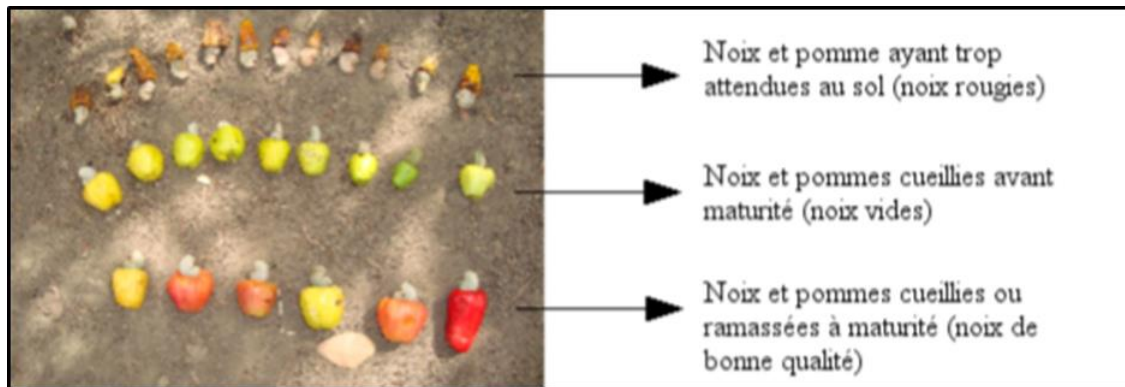 Noix et pomme ayant trop
attendues au sol (noix rougies)
Noix et pommes cueillies avant
maturité (noix vides)
Noix et pommes cueillies ou
ramassées à maturité (noix de
bonne qualité)